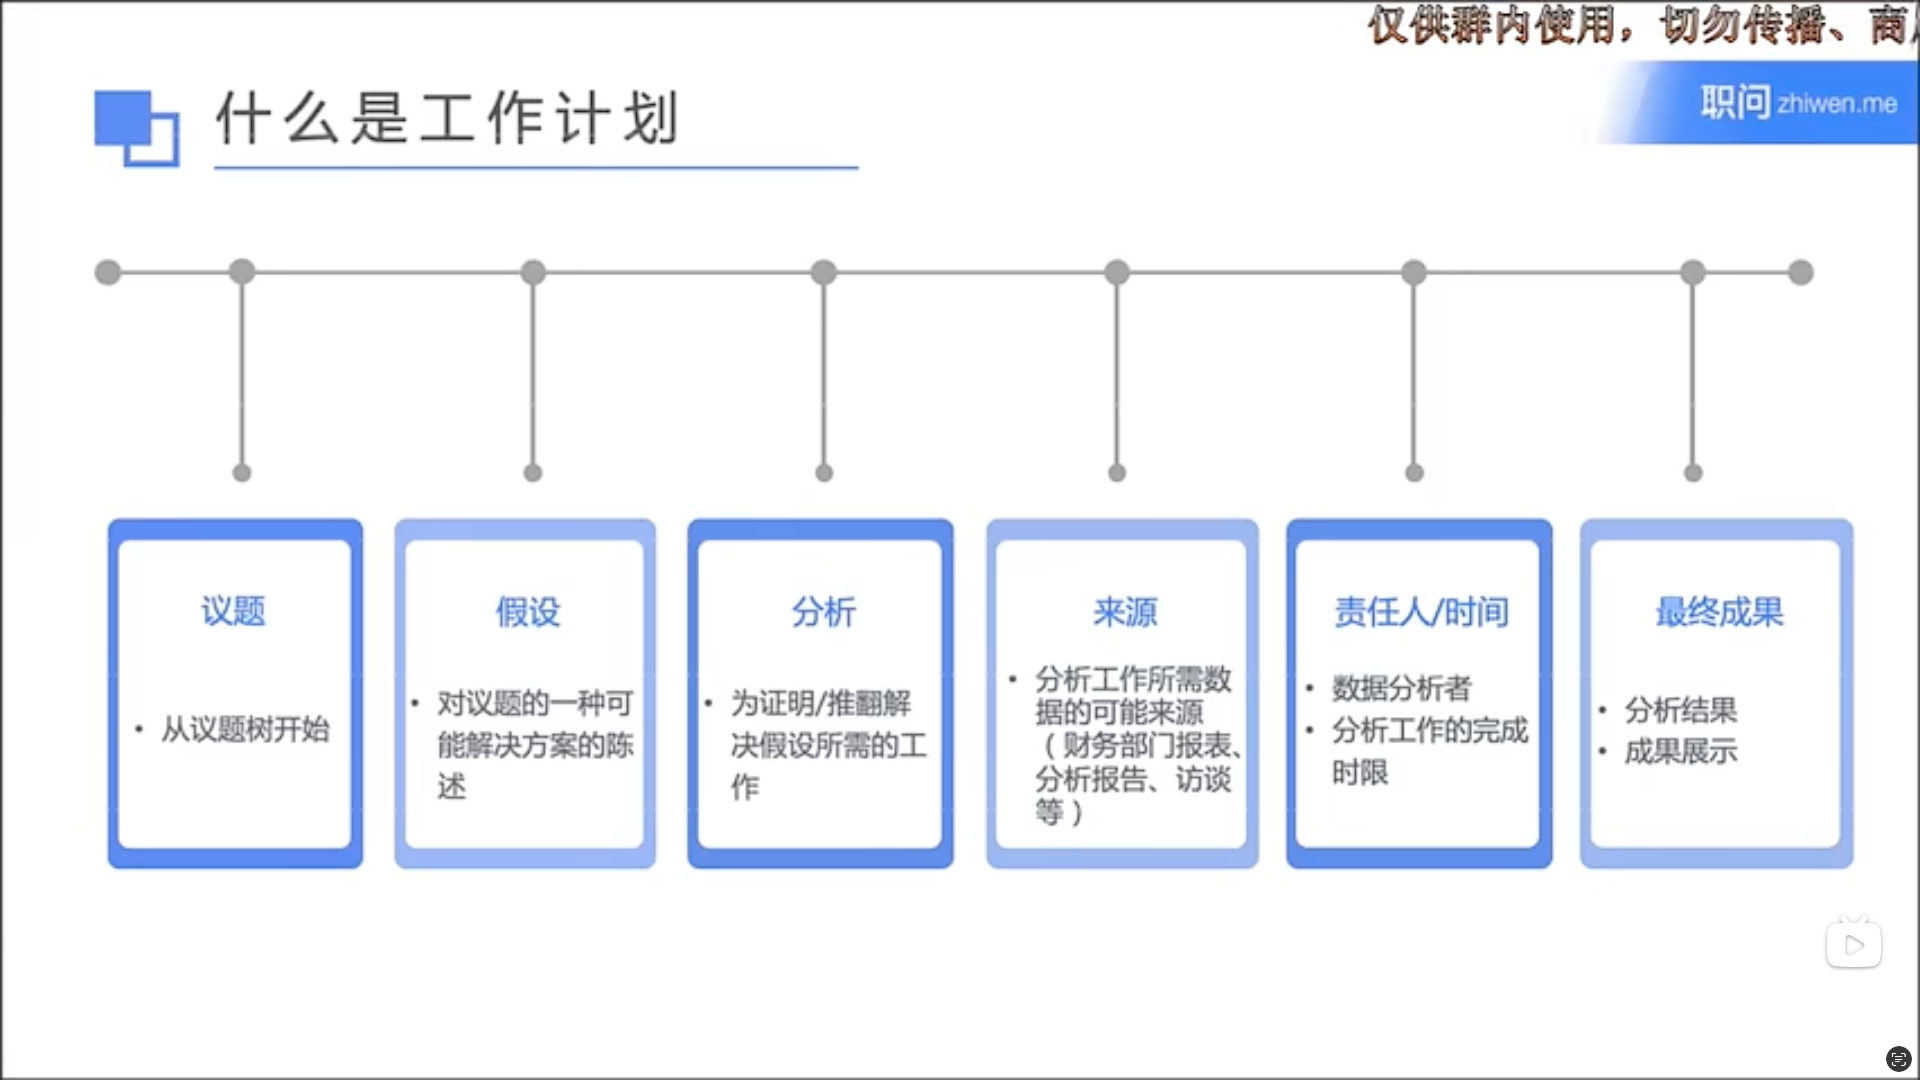 仅供群内使用，切勿传播、商
什么是工作计划
职问 zhiwen.me
议题
• 从议题树开始
假设
• 对议题的一种可
能解决方案的陈
述
分析
• 为证明/推翻解
决假设所需的工
作
来源
• 分析工作所需数
据的可能来源
（财务部门报表、
分析报告、访谈
等）
责任人/时间
• 数据分析者
• 分析工作的完成
时限
最终成果
• 分析结果
• 成果展示